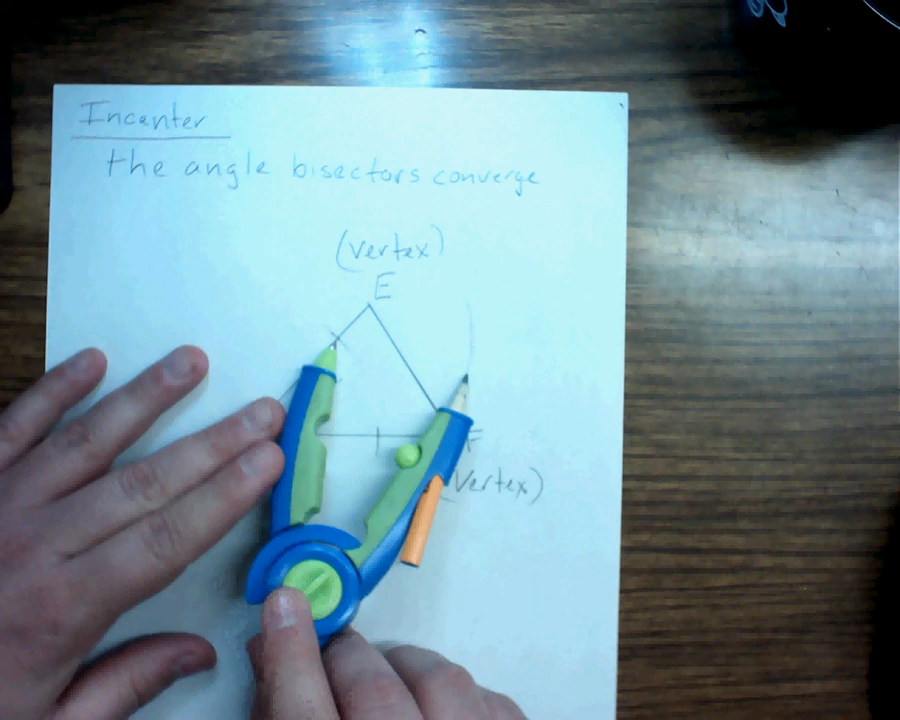 Incenter
the angle bisectors converge
(vertex)
E
F
(vertex)